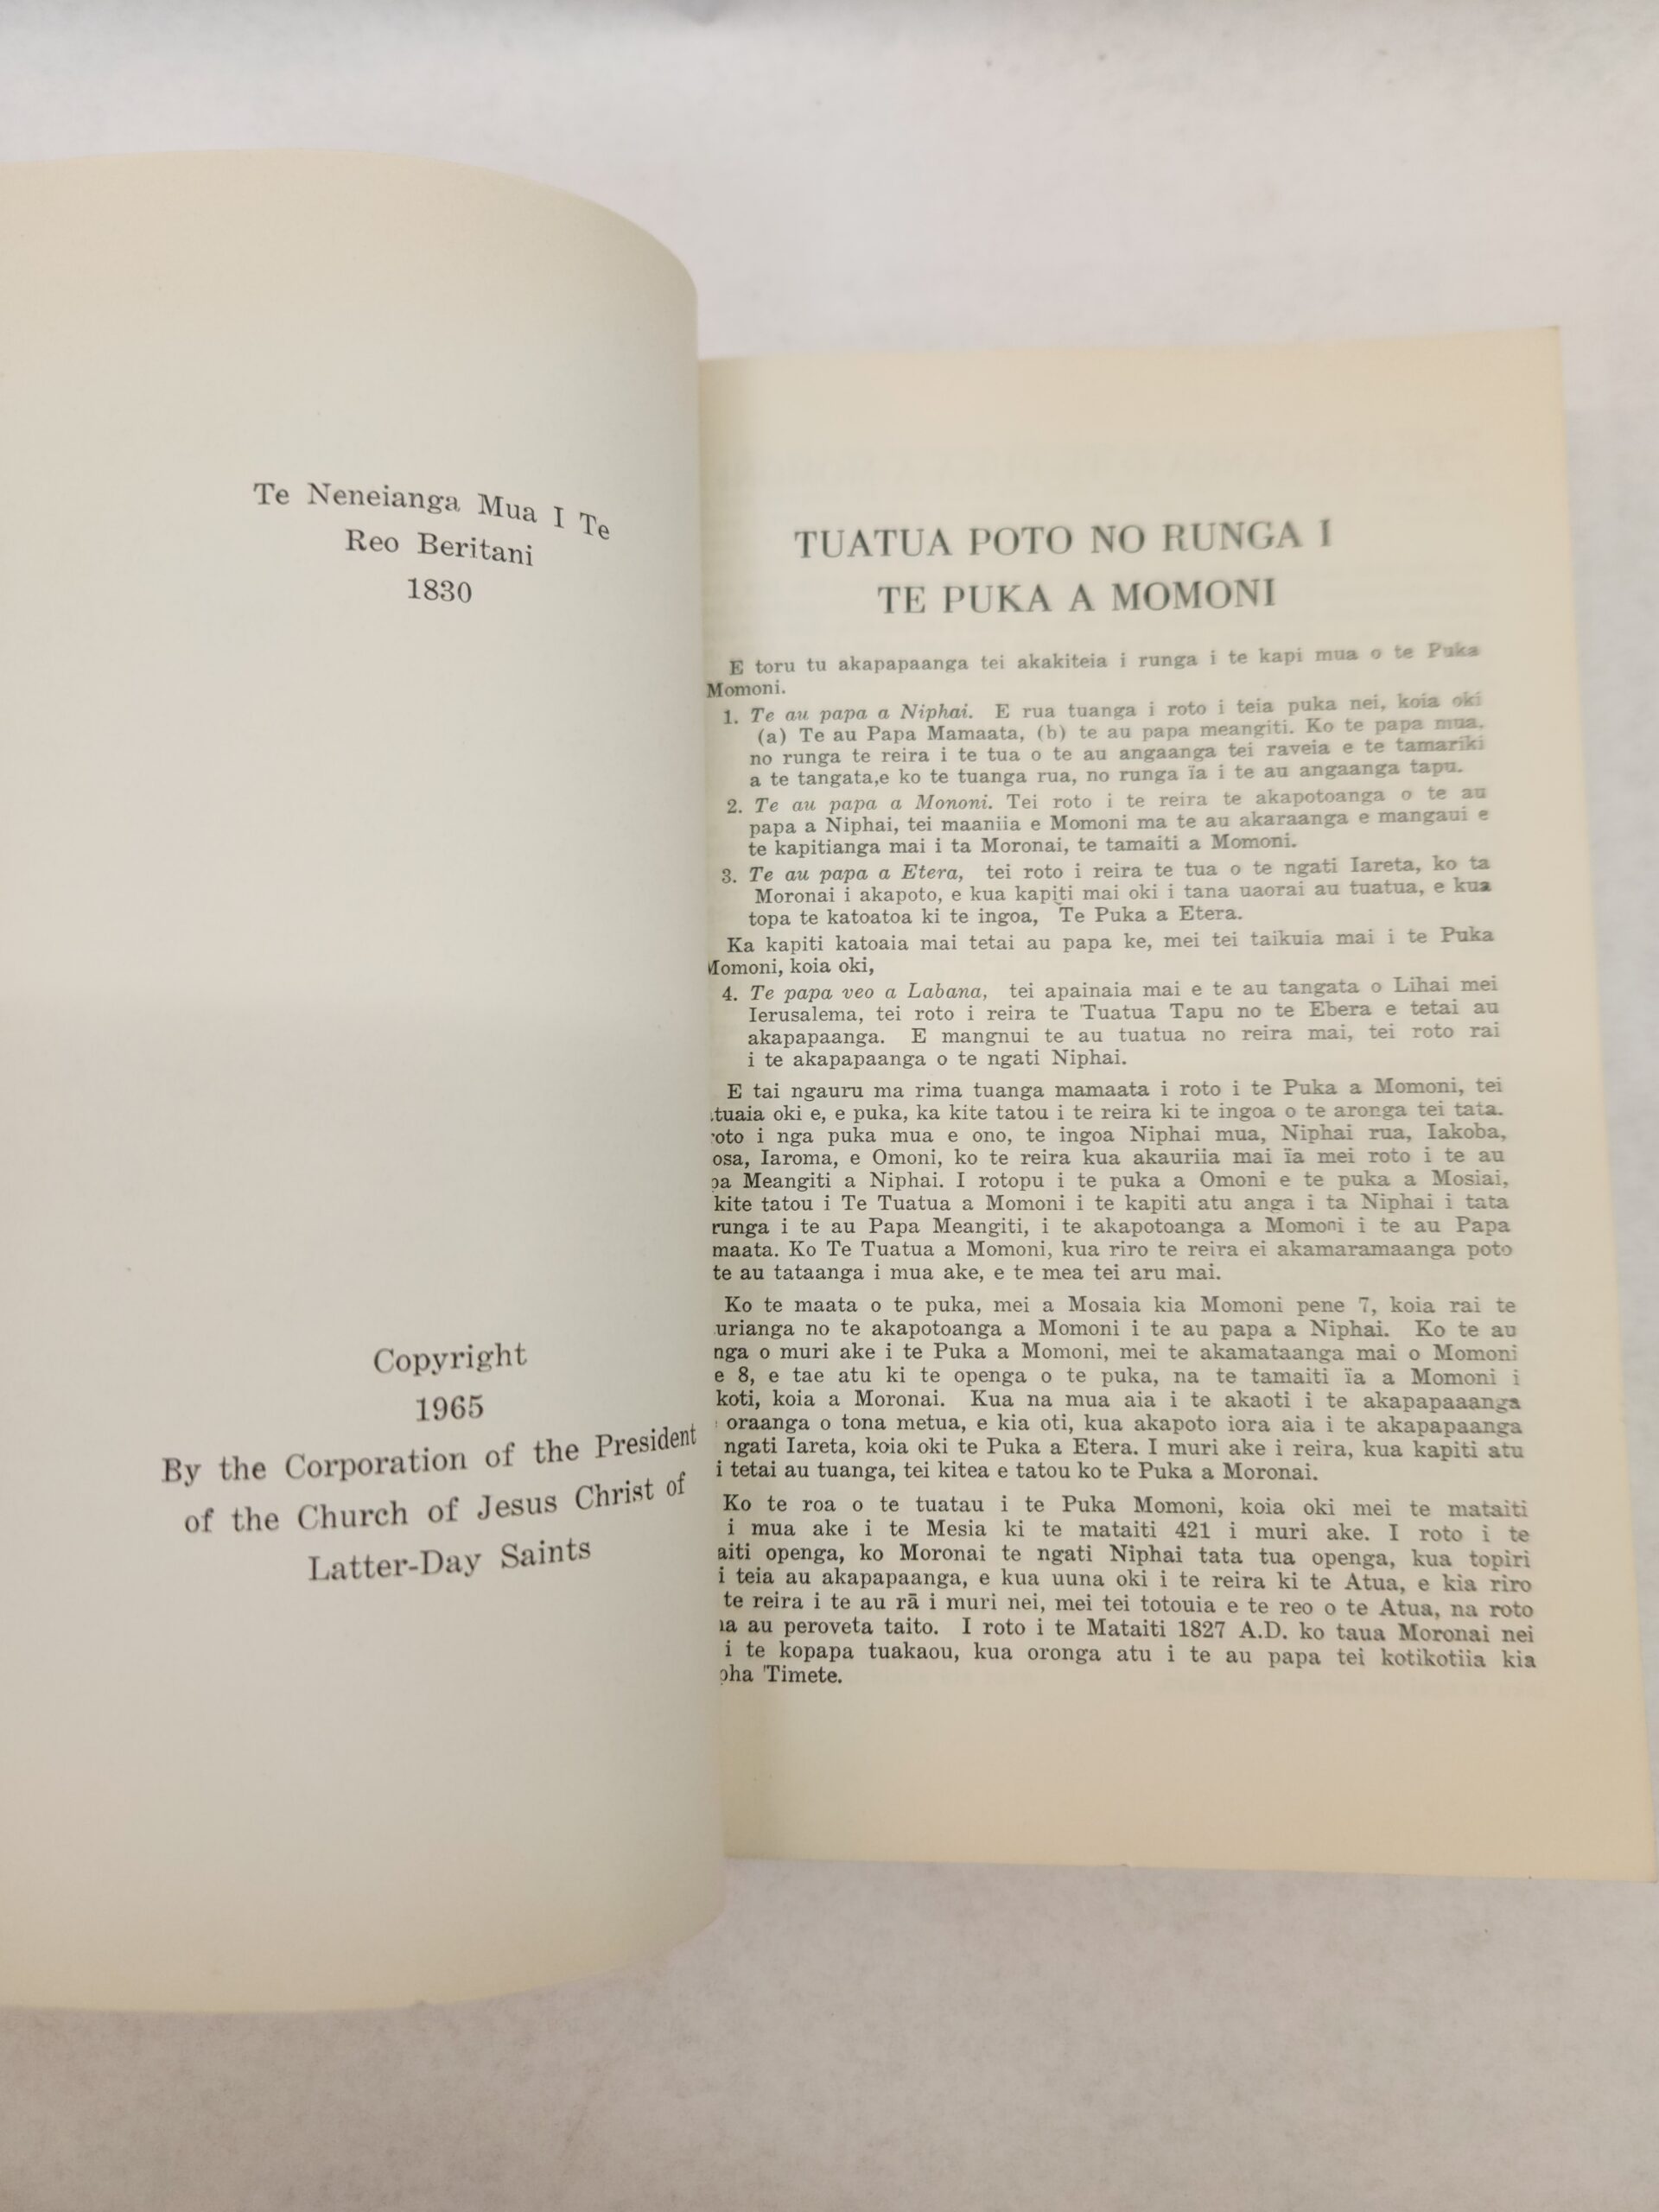 Te Neneianga Mua I Te
Reo Beritani
1830
Copyright
1965
By the Corporation of the President
of the Church of Jesus Christ of
Latter-Day Saints
TUATUA POTO NO RUNGA I
TE PUKA A MOMONI
E toru tu akapapaanga tei akakiteia i runga i te kapi mua o te Puka
Momoni.
1. Te au papa a Niphai. E rua tuanga i roto i teia puka nei, koia oki
(a) Te au Papa Mamaata, (b) te au papa meangiti. Ko te papa mua,
no runga te reira i te tua o te au angaanga tei raveia e te tamariki
a te tangata,e ko te tuanga rua, no runga ïa i te au angaanga tapu.
2. Te au papa a Mononi. Tei roto i te reira te akapotoanga o te au
papa a Niphai, tei maaniia e Momoni ma te au akaraanga e mangaui e
te kapitianga mai i ta Moronai, te tamaiti a Momoni.
3. Te au papa a Etera, tei roto i reira te tua o te ngati Iareta, ko ta
Moronai i akapoto, e kua kapiti mai oki i tana uaorai au tuatua, e kua
topa te katoatoa ki te ingoa, Te Puka a Etera.
Ka kapiti katoaia mai tetai au papa ke, mei tei taikuia mai i te Puka
Momoni, koia oki,
4. Te papa veo a Labana, tei apainaia mai e te au tangata o Lihai mei
Ierusalema, tei roto i reira te Tuatua Tapu no te Ebera e tetai au
akapapaanga. E mangnui te au tuatua no reira mai, tei roto rai
i te akapapaanga o te ngati Niphai.
E tai ngauru ma rima tuanga mamaata i roto i te Puka a Momoni, tei
tuaia oki e, e puka, ka kite tatou i te reira ki te ingoa o te aronga tei tata.
roto i nga puka mua e ono, te ingoa Niphai mua, Niphai rua, Iakoba,
osa, Iaroma, e Omoni, ko te reira kua akauriia mai ïa mei roto i te au
pa Meangiti a Niphai. I rotopu i te puka a Omoni e te puka a Mosiai,
kite tatou i Te Tuatua a Momoni i te kapiti atu anga i ta Niphai i tata
runga i te au Papa Meangiti, i te akapotoanga a Momoni i te au Papa
maata. Ko Te Tuatua a Momoni, kua riro te reira ei akamaramaanga poto
te au tataanga i mua ake, e te mea tei aru mai.
Ko te maata o te puka, mei a Mosaia kia Momoni pene 7, koia rai te
urianga no te akapotoanga a Momoni i te au papa a Niphai. Ko te au
nga o muri ake i te Puka a Momoni, mei te akamataanga mai o Momoni
e 8, e tae atu ki te openga o te puka, na te tamaiti ïa a Momoni i
koti, koia a Moronai. Kua na mua aia i te akaoti i te akapapaaanga
oraanga o tona metua, e kia oti, kua akapoto iora aia i te akapapaanga
ngati Iareta, koia oki te Puka a Etera. I muri ake i reira, kua kapiti atu
i tetai au tuanga, tei kitea e tatou ko te Puka a Moronai.
Ko te roa o te tuatau i te Puka Momoni, koia oki mei te mataiti
i mua ake i te Mesia ki te mataiti 421 i muri ake. I roto i te
aiti openga, ko Moronai te ngati Niphai tata tua openga, kua topiri
i teia au akapapaanga, e kua uuna oki i te reira ki te Atua, e kia riro
te reira i te au rā i muri nei, mei tei totouia e te reo o te Atua, na roto
na au peroveta taito. I roto i te Mataiti 1827 A.D. ko taua Moronai nei
i te kopapa tuakaou, kua oronga atu i te au papa tei kotikotiia kia
pha Timete.